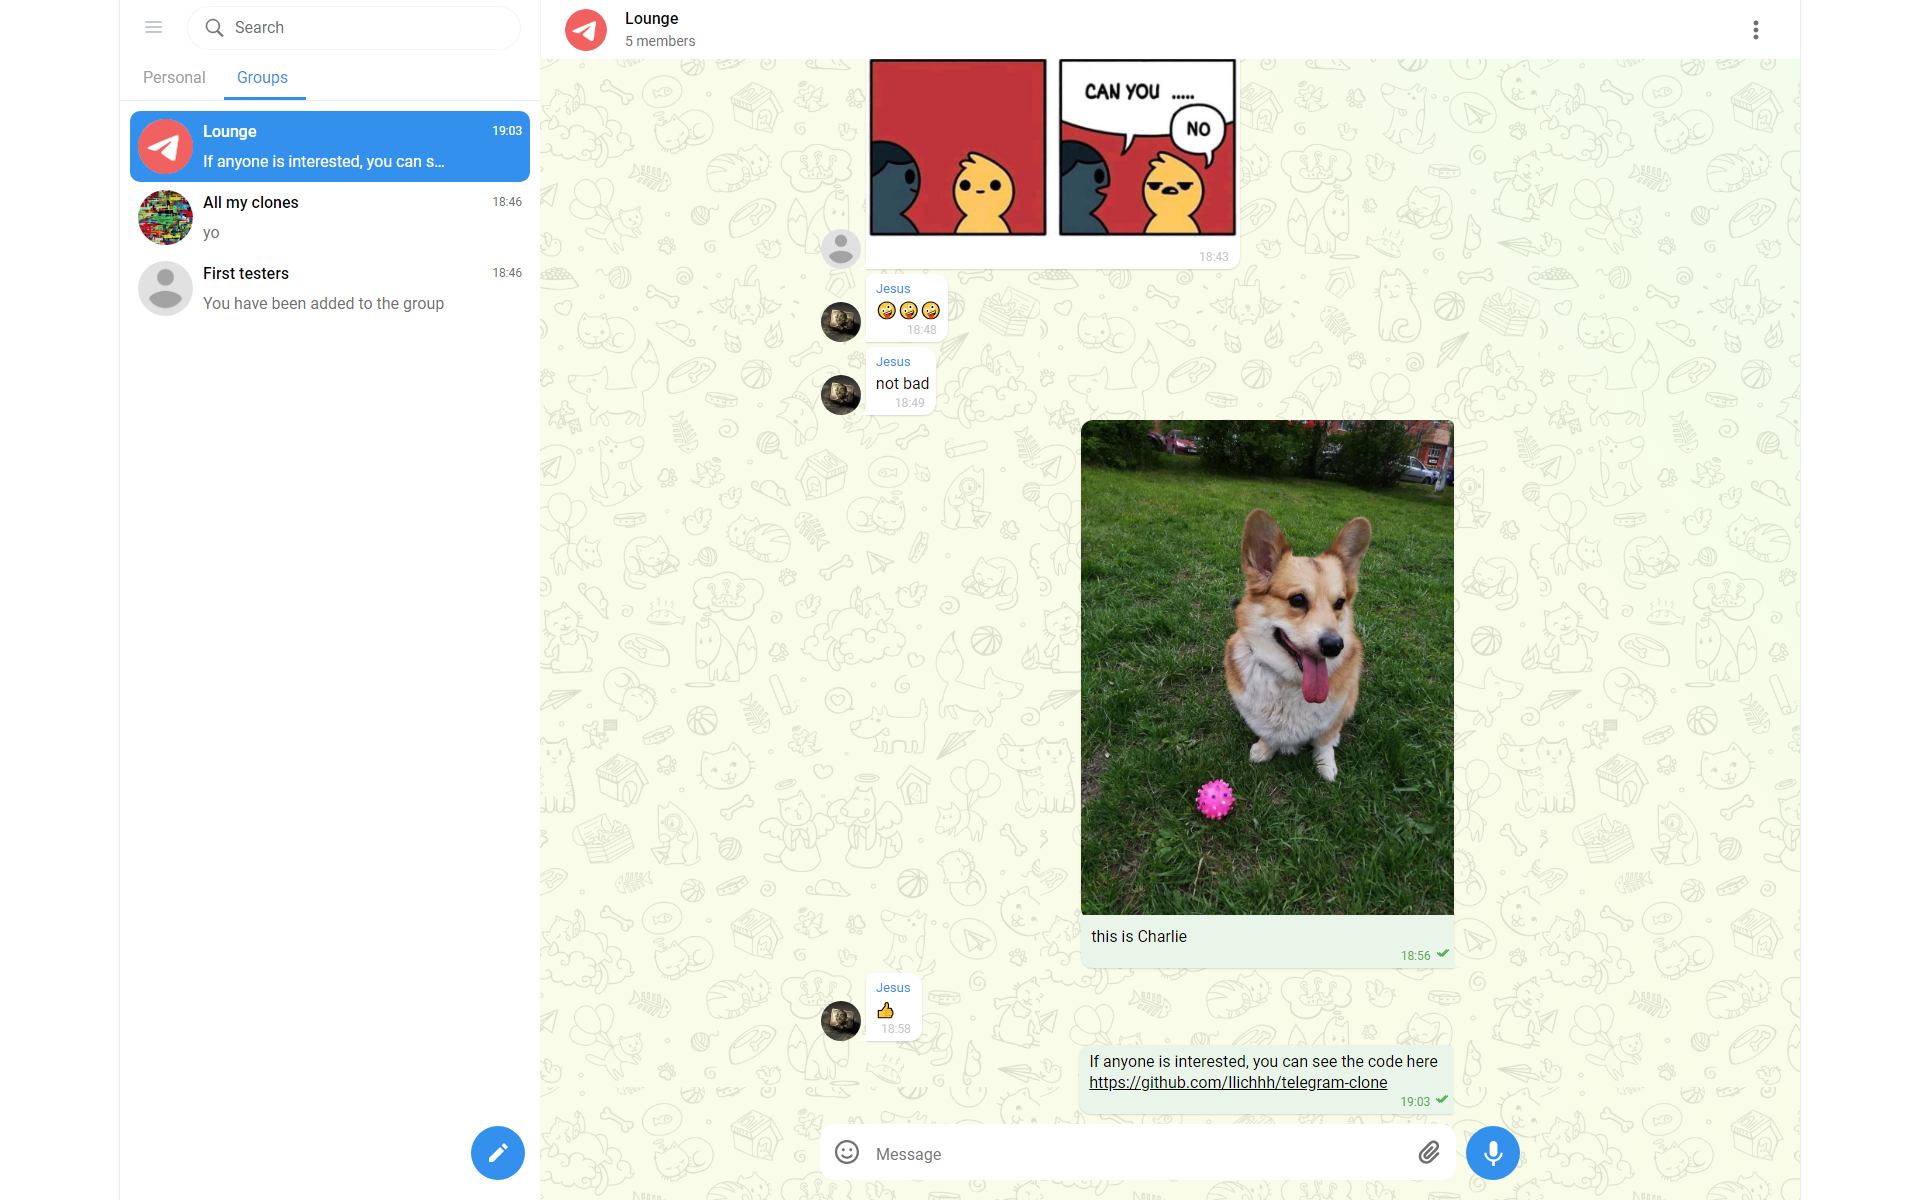 Search
Personal
Groups
Lounge
19:03
If anyone is interested, you can s...
All my clones
18:46
yo
First testers
18:46
You have been added to the group
Lounge
5 members
CAN YOU .....
NO
18:43
Jesus
🤪🤪🤪
18:48
Jesus
not bad
18:49
this is Charlie
18:56
Jesus
👍
18:58
If anyone is interested, you can see the code here
https://github.com/Ilichhh/telegram-clone
19:03
Message